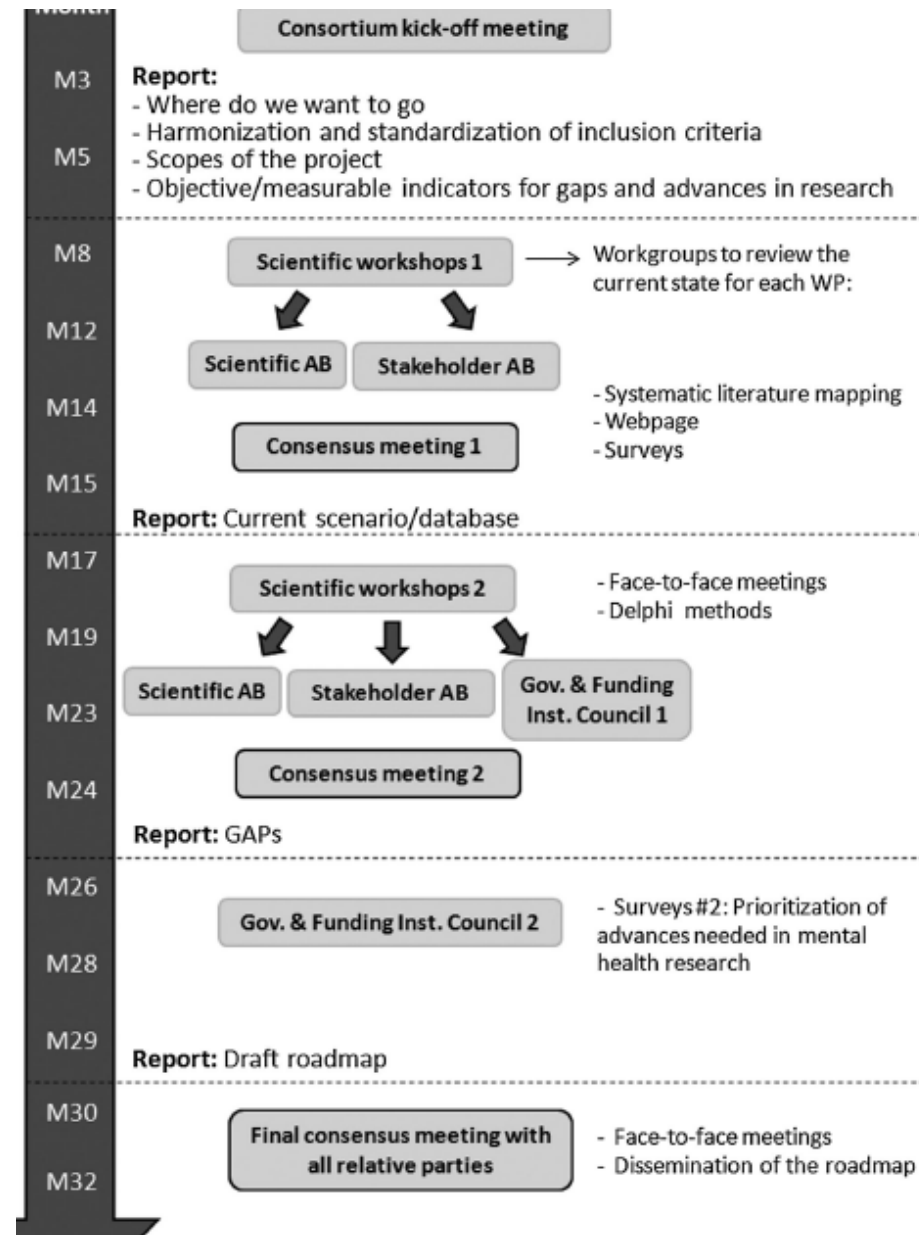 Month
Consortium kick-off meeting
M3
Report:
- Where do we want to go
- Harmonization and standardization of inclusion criteria
M5
- Scopes of the project
- Objective/measurable indicators for gaps and advances in research
M8
Scientific workshops 1
Workgroups to review the
current state for each WP:
M12
Scientific AB
Stakeholder AB
M14
- Systematic literature mapping
- Webpage
- Surveys
Consensus meeting 1
M15
Report: Current scenario/database
M17
Scientific workshops 2
- Face-to-face meetings
- Delphi methods
M19
Scientific AB
Stakeholder AB
Gov. & Funding
Inst. Council 1
M23
Consensus meeting 2
M24
Report: GAPs
M26
Gov. & Funding Inst. Council 2
- Surveys #2: Prioritization of
advances needed in mental
health research
M28
M29
Report: Draft roadmap
M30
Final consensus meeting with
all relative parties
- Face-to-face meetings
- Dissemination of the roadmap
M32